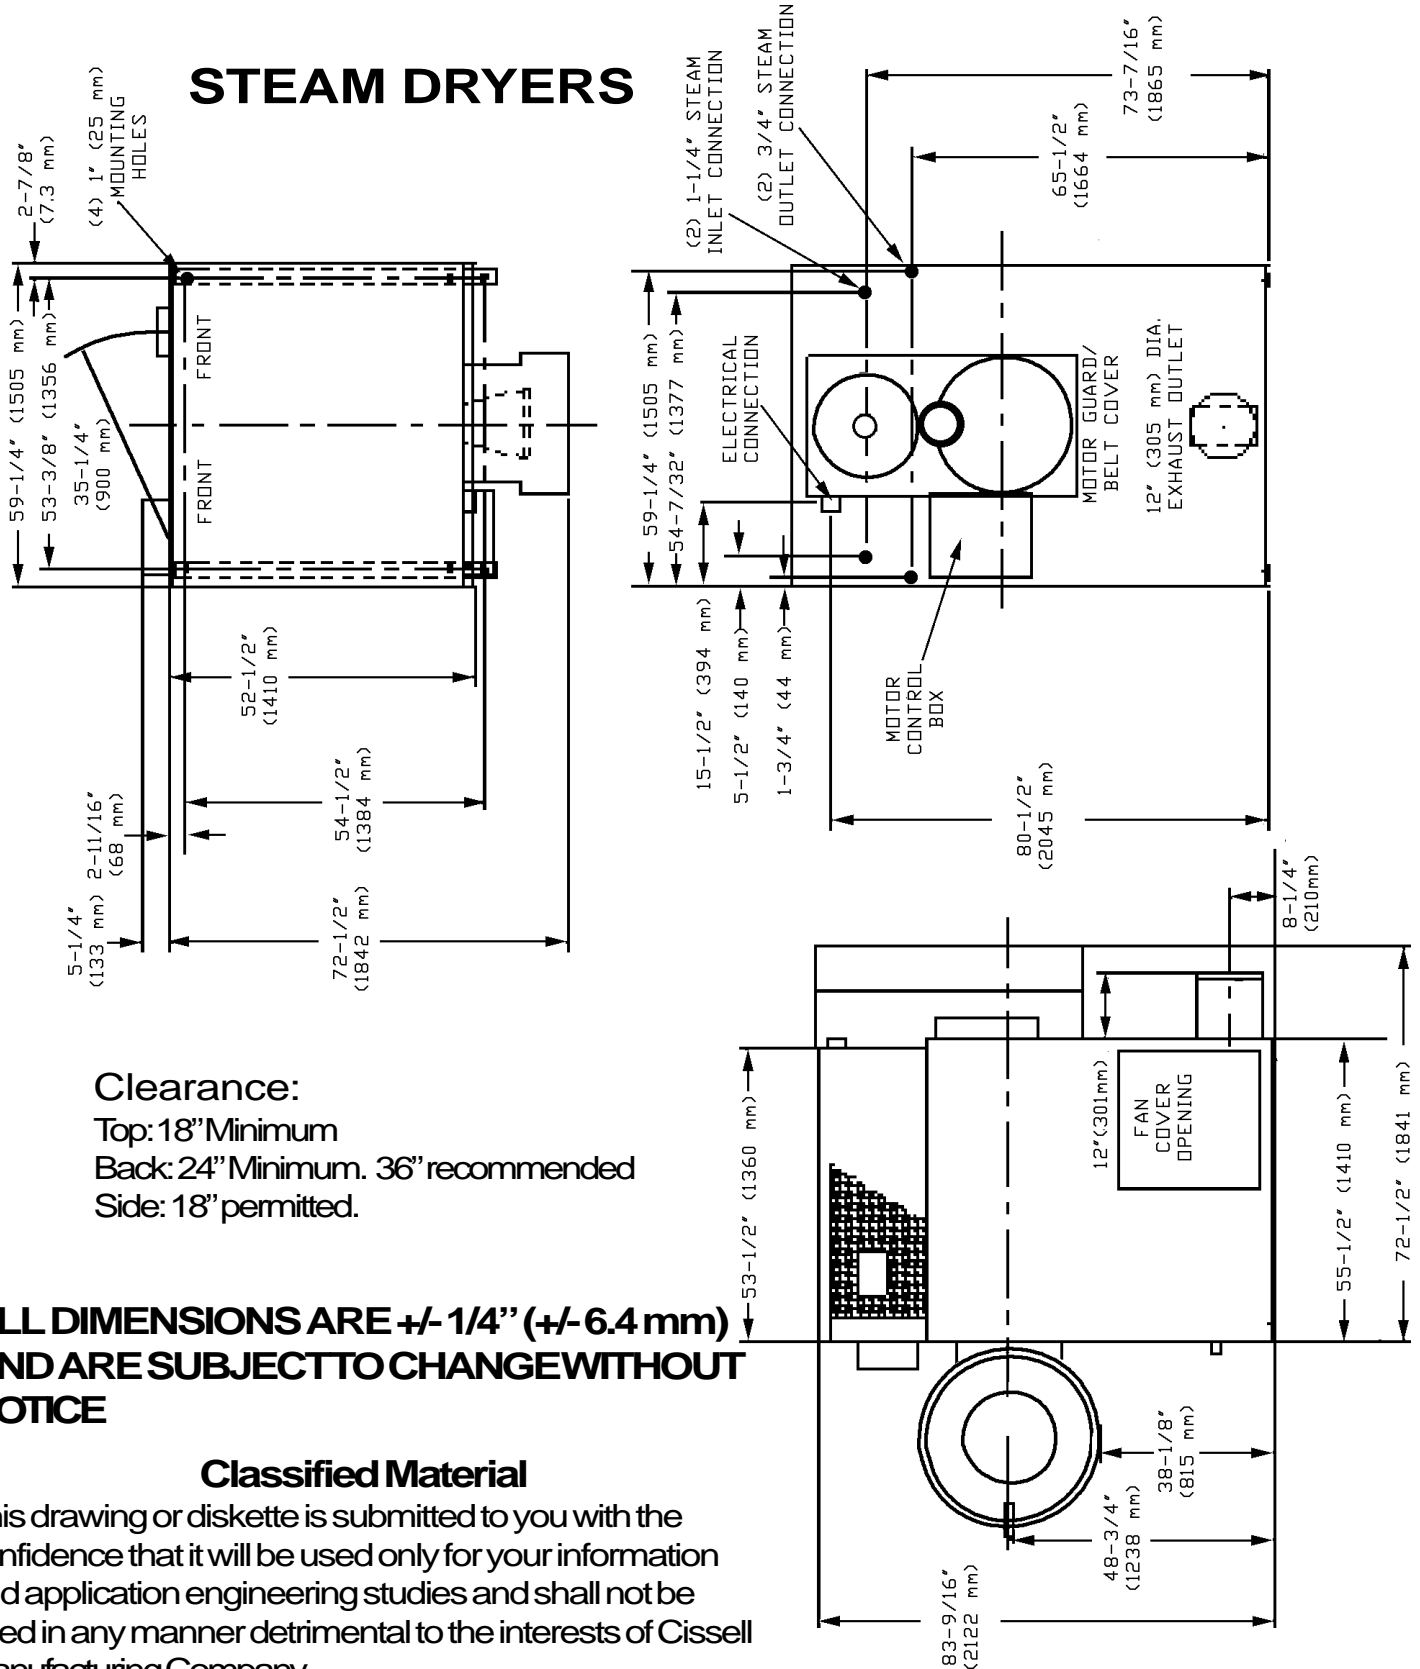 STEAM DRYERS
2-7/8"
(7.3 mm)
(4) 1" (25 mm)
MOUNTING
HOLES
59-1/4" (1505 mm)
53-3/8" (1356 mm)
35-1/4"
(900 mm)
FRONT
FRONT
52-1/2"
(1410 mm)
54-1/2"
(1384 mm)
2-11/16"
(68 mm)
5-1/4"
(133 mm)
72-1/2"
(1842 mm)
(2) 1-1/4" STEAM
INLET CONNECTION
(2) 3/4" STEAM
OUTLET CONNECTION
73-7/16"
(1865 mm)
65-1/2"
(1664 mm)
59-1/4" (1505 mm)
54-7/32" (1377 mm)
ELECTRICAL
CONNECTION
MOTOR GUARD/
BELT COVER
12" (305 mm) DIA.
EXHAUST OUTLET
15-1/2" (394 mm)
5-1/2" (140 mm)
1-3/4" (44 mm)
MOTOR
CONTROL
BOX
80-1/2"
(2045 mm)
8-1/4"
(210mm)
12"(301mm)
FAN
COVER
OPENING
53-1/2" (1360 mm)
55-1/2" (1410 mm)
72-1/2" (1841 mm)
38-1/8"
(815 mm)
48-3/4"
(1238 mm)
83-9/16"
(2122 mm)
Clearance:
Top: 18” Minimum
Back: 24” Minimum. 36” recommended
Side: 18” permitted.
LL DIMENSIONS ARE +/- 1/4” (+/- 6.4 mm)
ND ARE SUBJECT TO CHANGE WITHOUT
OTICE
Classified Material
is drawing or diskette is submitted to you with the
nfidence that it will be used only for your information
d application engineering studies and shall not be
ed in any manner detrimental to the interests of Cissell
anufacturing Company